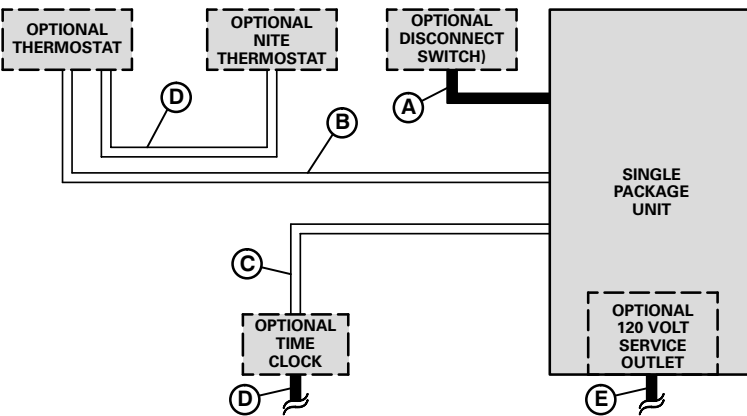 OPTIONAL
THERMOSTAT
OPTIONAL
NITE
THERMOSTAT
OPTIONAL
DISCONNECT
SWITCH)
A
D
B
SINGLE
PACKAGE
UNIT
C
OPTIONAL
TIME
CLOCK
OPTIONAL
120 VOLT
SERVICE
OUTLET
D
E